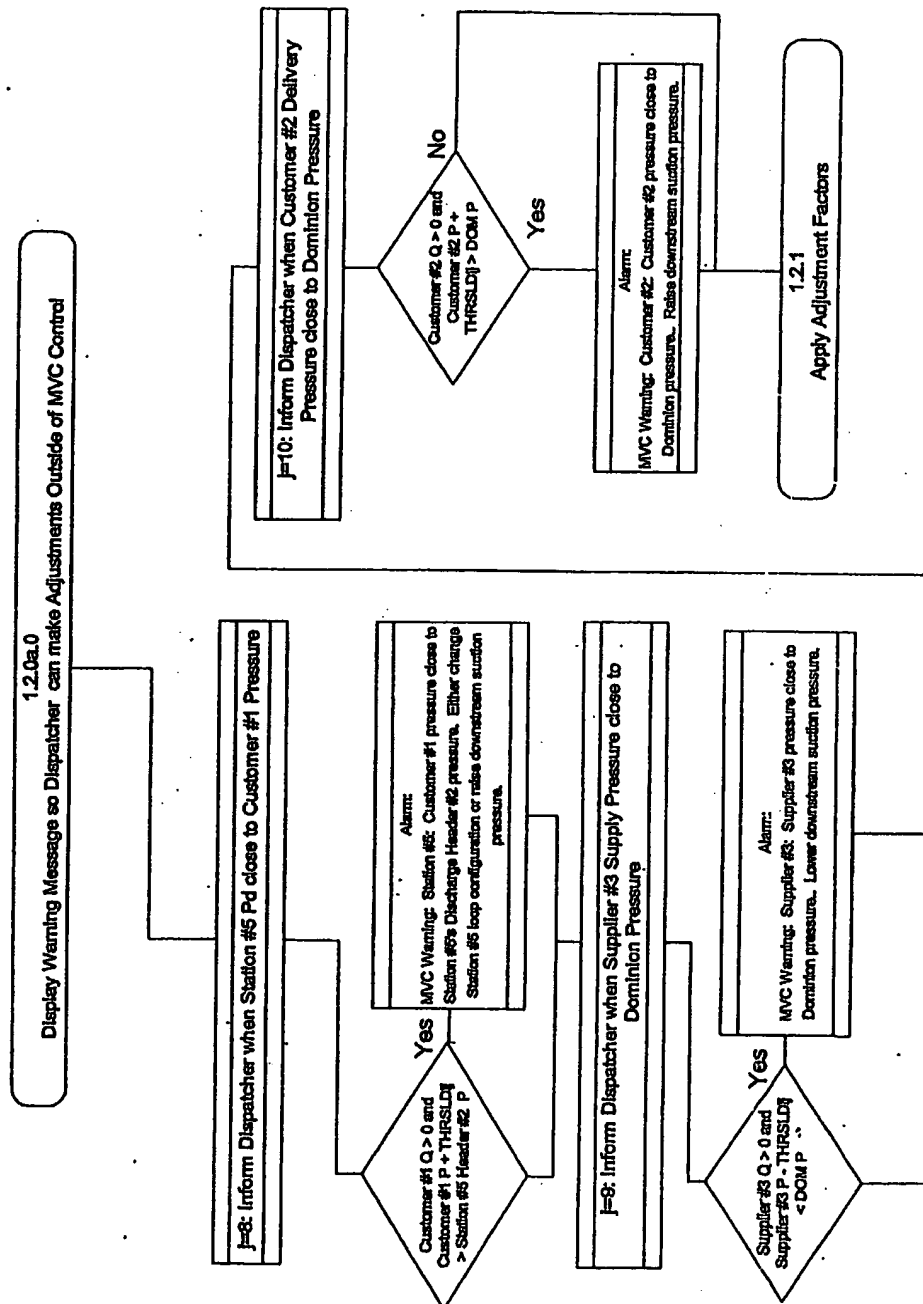 1.2.0a.0
Display Warning Message so Dispatcher can make Adjustments Outside of MVC Control
j=8: Inform Dispatcher when Station #5 Pd close to Customer #1 Pressure
Customer #1 Q > 0 and
Customer #1 P + THRSLD[j]
> Station #5 Header #2 P
Yes
Alarm:
MVC Warning: Station #5: Customer #1 pressure close to
Station #5's Discharge Header #2 pressure. Either change
Station #5 loop configuration or raise downstream suction
pressure.
j=9: Inform Dispatcher when Supplier #3 Supply Pressure close to
Dominion Pressure
Supplier #3 Q > 0 and
Supplier #3 P - THRSLD[j]
< DOM P
Yes
Alarm::
MVC Warning: Supplier #3: Supplier #3 pressure close to
Dominion pressure.. Lower downstream suction pressure.
j=10: Inform Dispatcher when Customer #2 Delivery
Pressure close to Dominion Pressure
Customer #2 Q > 0 and
Customer #2 P +
THRSLD[j] > DOM P
No
Yes
Alarm:
MVC Warning: Customer #2: Customer #2 pressure close to
Dominion pressure.. Raise downstream suction pressure.
1.2.1
Apply Adjustment Factors